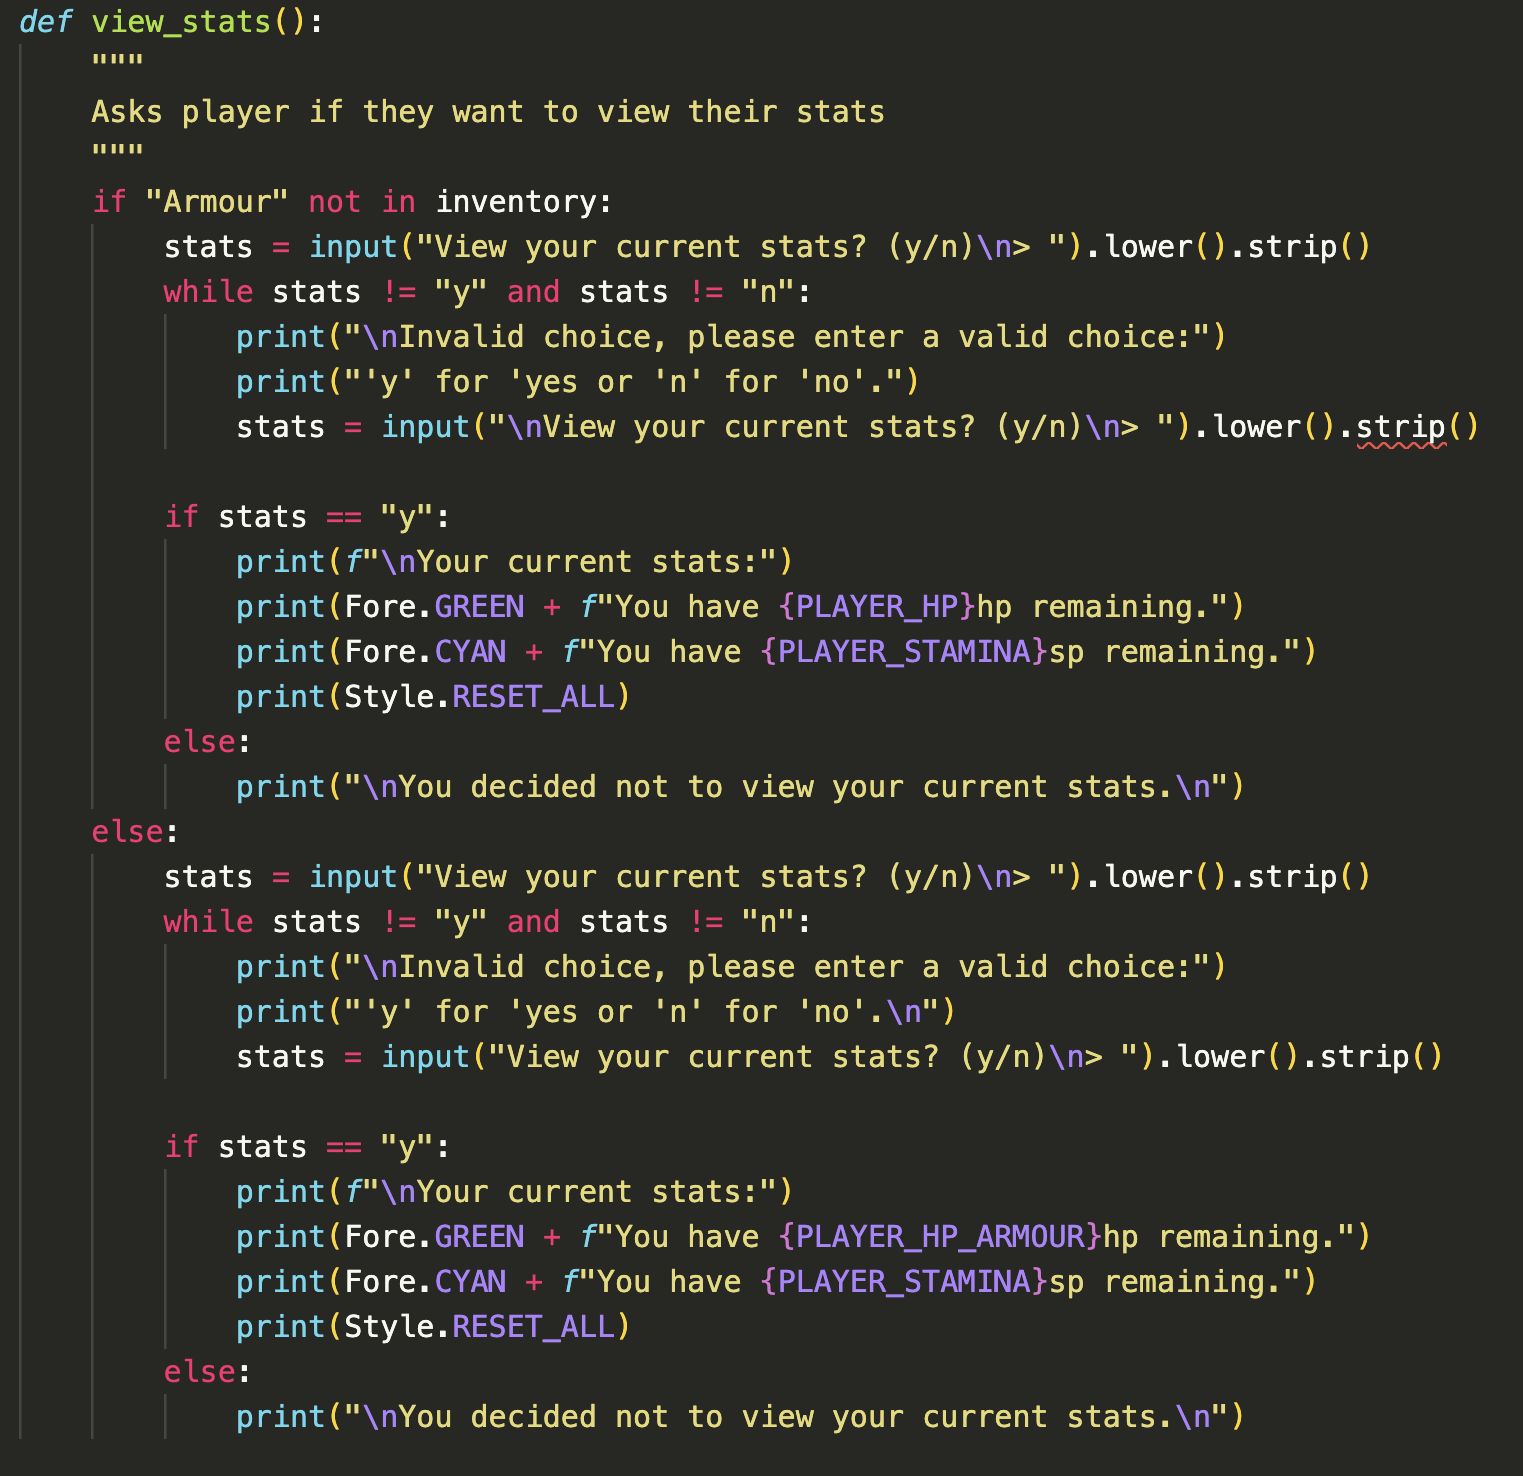 def view_stats():
    """
    Asks player if they want to view their stats
    """
    if "Armour" not in inventory:
        stats = input("View your current stats? (y/n)\n> ").lower().strip()
        while stats != "y" and stats != "n":
            print("\nInvalid choice, please enter a valid choice:")
            print("'y' for 'yes or 'n' for 'no'.")
            stats = input("\nView your current stats? (y/n)\n> ").lower().strip()

        if stats == "y":
            print(f"\nYour current stats:")
            print(Fore.GREEN + f"You have {PLAYER_HP}hp remaining.")
            print(Fore.CYAN + f"You have {PLAYER_STAMINA}sp remaining.")
            print(Style.RESET_ALL)
        else:
            print("\nYou decided not to view your current stats.\n")
    else:
        stats = input("View your current stats? (y/n)\n> ").lower().strip()
        while stats != "y" and stats != "n":
            print("\nInvalid choice, please enter a valid choice:")
            print("'y' for 'yes or 'n' for 'no'.\n")
            stats = input("View your current stats? (y/n)\n> ").lower().strip()

        if stats == "y":
            print(f"\nYour current stats:")
            print(Fore.GREEN + f"You have {PLAYER_HP_ARMOUR}hp remaining.")
            print(Fore.CYAN + f"You have {PLAYER_STAMINA}sp remaining.")
            print(Style.RESET_ALL)
        else:
            print("\nYou decided not to view your current stats.\n")